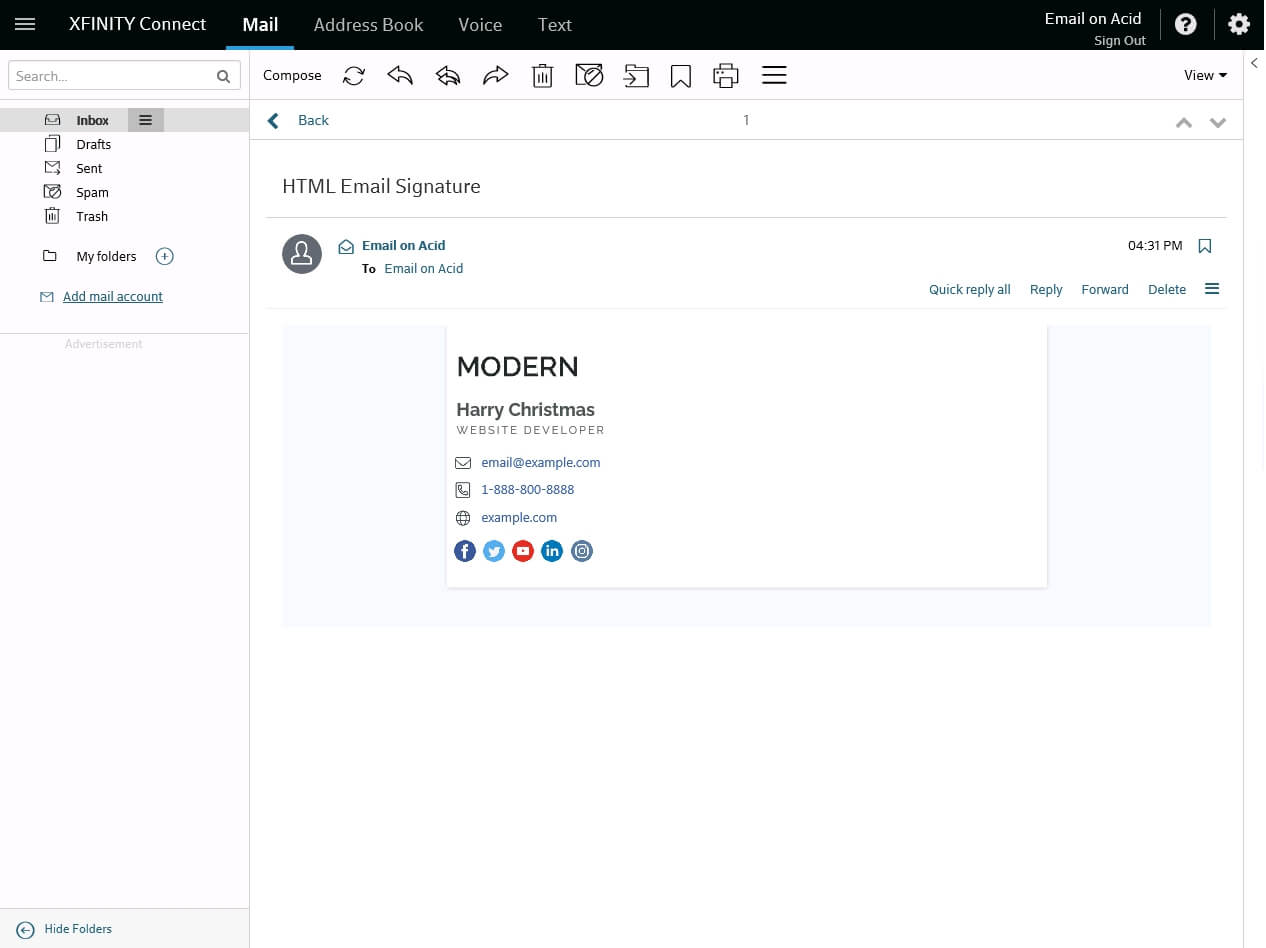 XFINITY Connect Mail Address Book Voice Text Email on Acid
Sign Out
Search...
Compose View
Inbox
Drafts
Sent
Spam
Trash
My folders
Add mail account
Advertisement
Hide Folders
Back 1
HTML Email Signature
Email on Acid 04:31 PM
To Email on Acid
Quick reply all Reply Forward Delete
MODERN
Harry Christmas
WEBSITE DEVELOPER
email@example.com
1-888-800-8888
example.com